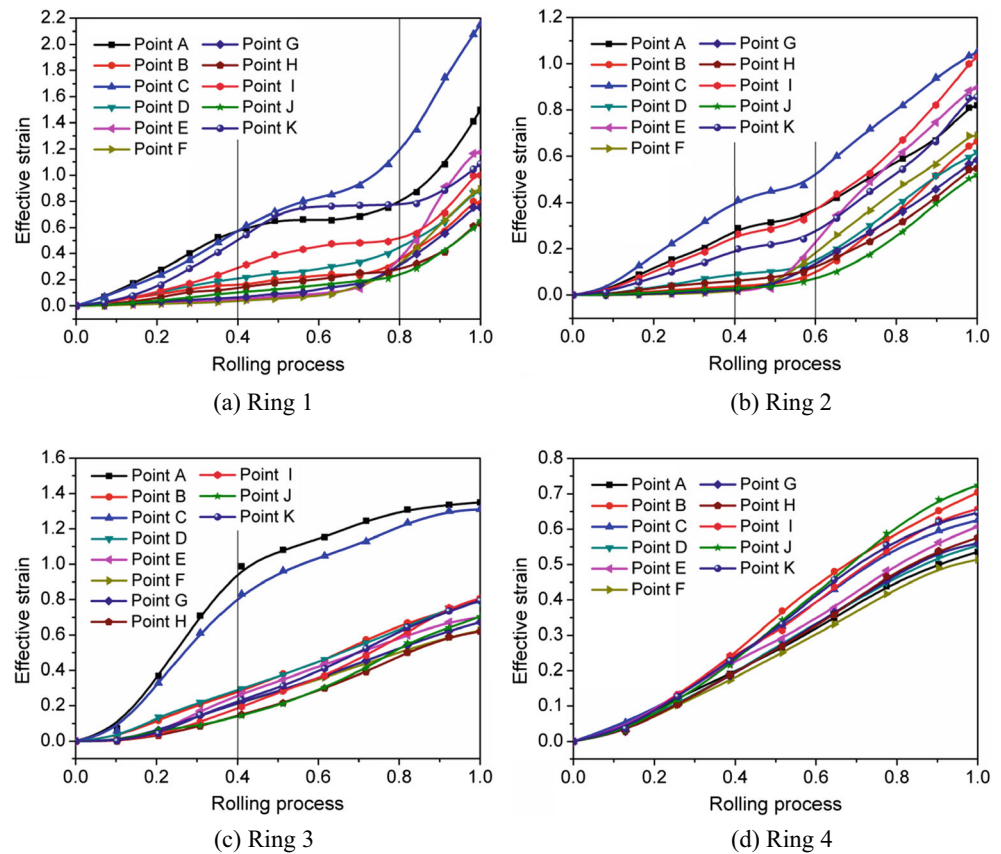 2.2
2.0
1.8
1.6
1.4
1.2
1.0
0.8
0.6
0.4
0.2
0.0
Effective strain
Point A
Point B
Point C
Point D
Point E
Point F
Point G
Point H
Point I
Point J
Point K
0.0 0.2 0.4 0.6 0.8 1.0
Rolling process
(a) Ring 1
1.2
1.0
0.8
0.6
0.4
0.2
0.0
Effective strain
Point A
Point B
Point C
Point D
Point E
Point F
Point G
Point H
Point I
Point J
Point K
0.0 0.2 0.4 0.6 0.8 1.0
Rolling process
(b) Ring 2
1.6
1.4
1.2
1.0
0.8
0.6
0.4
0.2
0.0
Effective strain
Point A
Point B
Point C
Point D
Point E
Point F
Point G
Point H
Point I
Point J
Point K
0.0 0.2 0.4 0.6 0.8 1.0
Rolling process
(c) Ring 3
0.8
0.7
0.6
0.5
0.4
0.3
0.2
0.1
0.0
Effective strain
Point A
Point B
Point C
Point D
Point E
Point F
Point G
Point H
Point I
Point J
Point K
0.0 0.2 0.4 0.6 0.8 1.0
Rolling process
(d) Ring 4